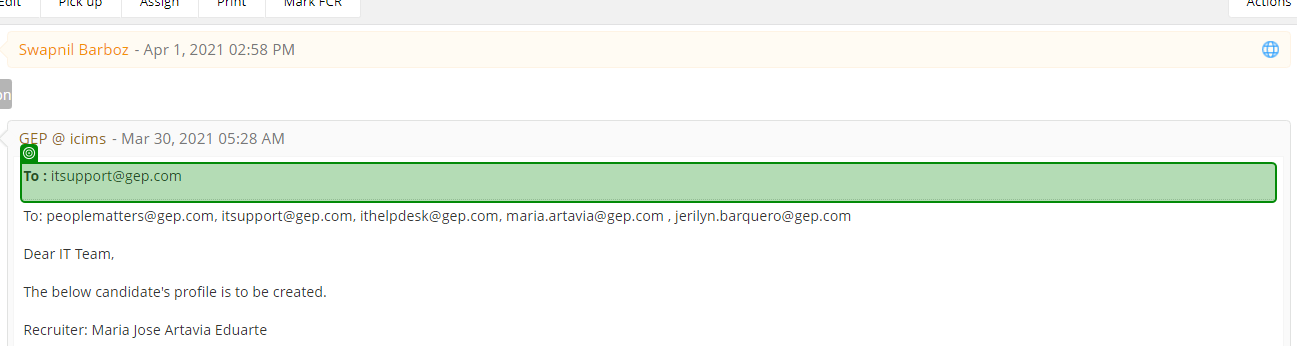 Edit Pick up Assign Print Mark FCR Actions
Swapnil Barboz - Apr 1, 2021 02:58 PM
on
GEP @ icims - Mar 30, 2021 05:28 AM
To : itsupport@gep.com
To: peoplematters@gep.com, itsupport@gep.com, ithelpdesk@gep.com, maria.artavia@gep.com , jerilyn.barquero@gep.com
Dear IT Team,
The below candidate's profile is to be created.
Recruiter: Maria Jose Artavia Eduarte